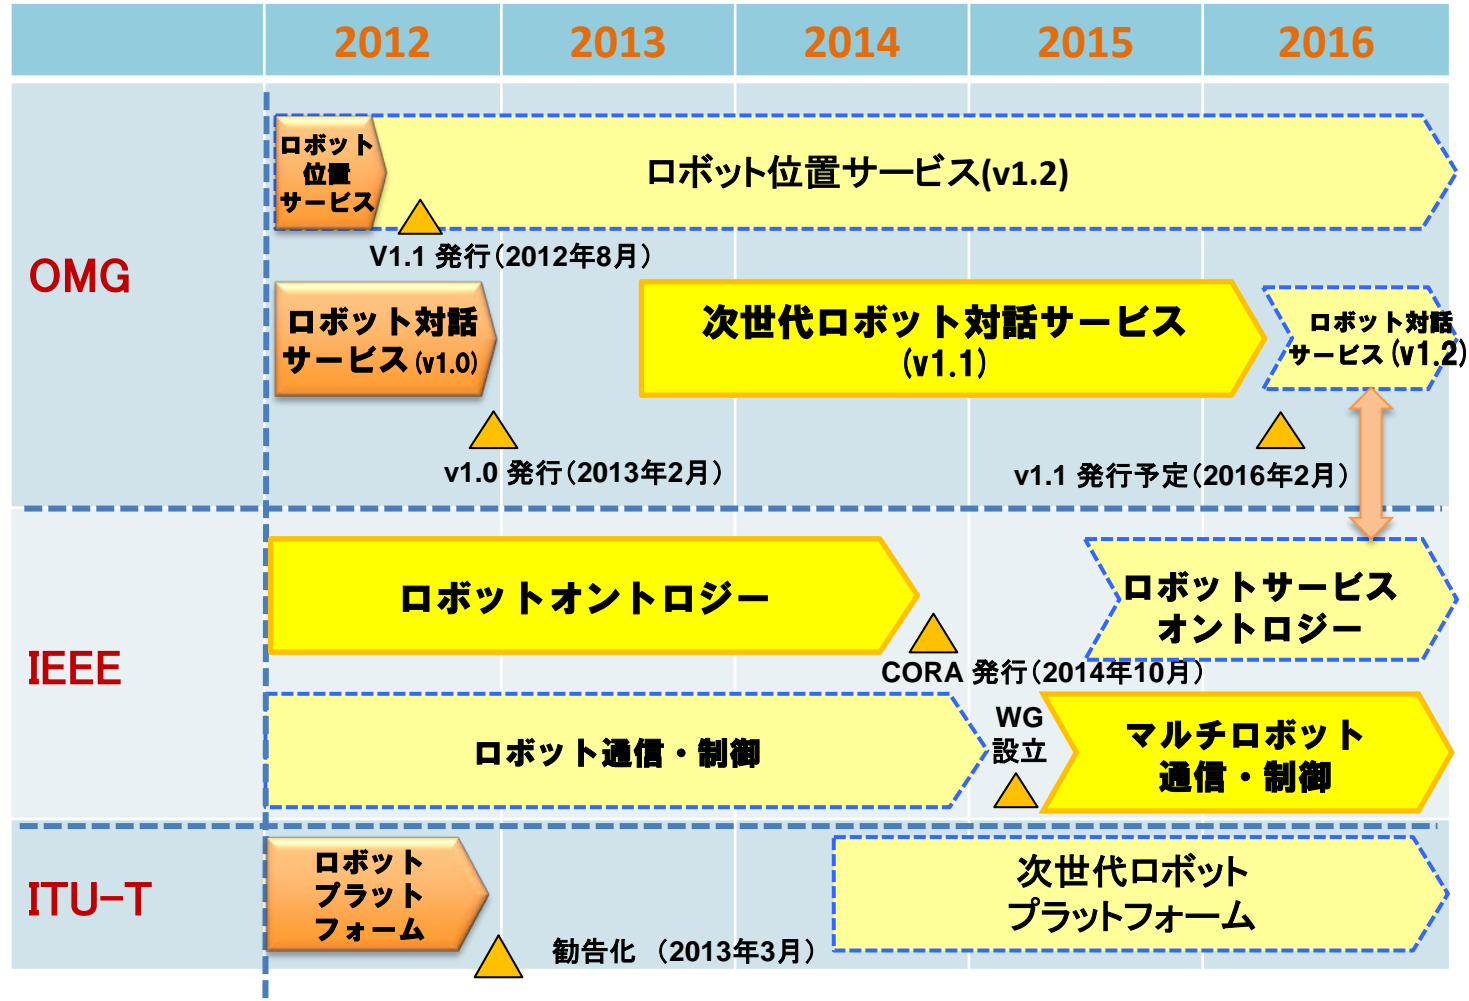 2012
2013
2014
2015
2016
OMG
ロボット
位置
サービス
ロボット位置サービス(v1.2)
V1.1 発行(2012年8月)
ロボット対話
サービス(v1.0)
次世代ロボット対話サービス
(v1.1)
ロボット対話
サービス(v1.2)
v1.0 発行(2013年2月)
v1.1 発行予定(2016年2月)
IEEE
ロボットオントロジー
ロボットサービス
オントロジー
CORA 発行(2014年10月)
ロボット通信・制御
WG
設立
マルチロボット
通信・制御
ITU-T
ロボット
プラット
フォーム
次世代ロボット
プラットフォーム
勧告化 (2013年3月)